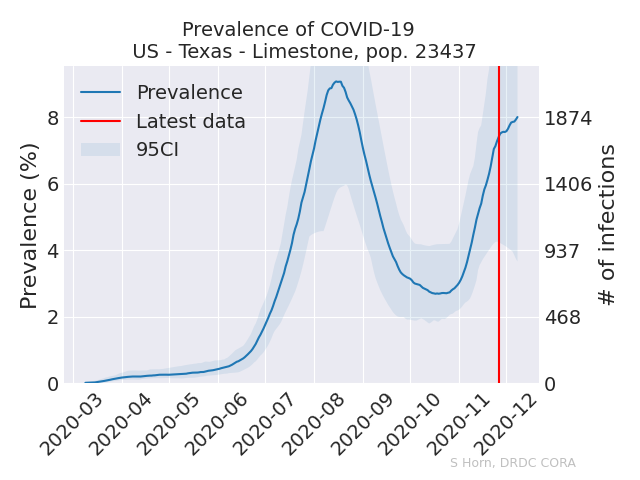 Prevalence of COVID-19
US - Texas - Limestone, pop. 23437
Prevalence
Latest data
95CI
Prevalence (%)
8
6
4
2
0
1874
1406
937
468
0
# of infections
2020-03
2020-04
2020-05
2020-06
2020-07
2020-08
2020-09
2020-10
2020-11
2020-12
S Horn, DRDC CORA